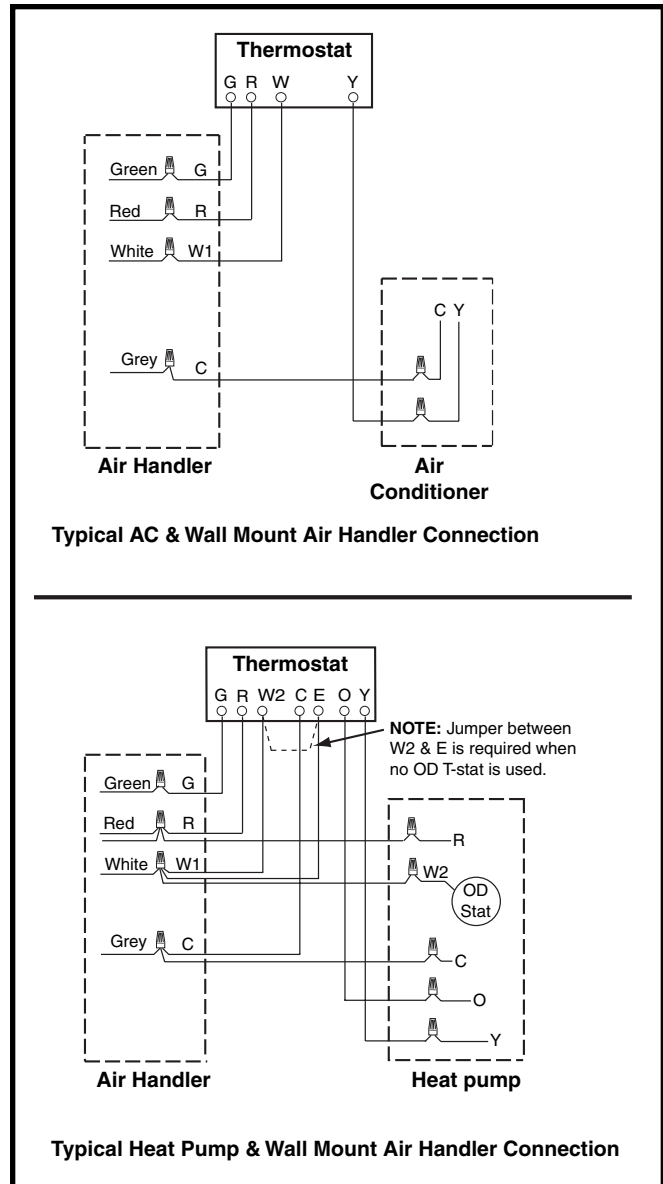 Thermostat
G R W Y
Green G
Red R
White W1
Grey C
C Y
Air Handler
Air
Conditioner
Typical AC & Wall Mount Air Handler Connection
Thermostat
G R W2 C E O Y
NOTE: Jumper between
W2 & E is required when
no OD T-stat is used.
Green G
Red R
R
White W1
W2
OD
Stat
Grey C
C
O
Y
Air Handler
Heat pump
Typical Heat Pump & Wall Mount Air Handler Connection